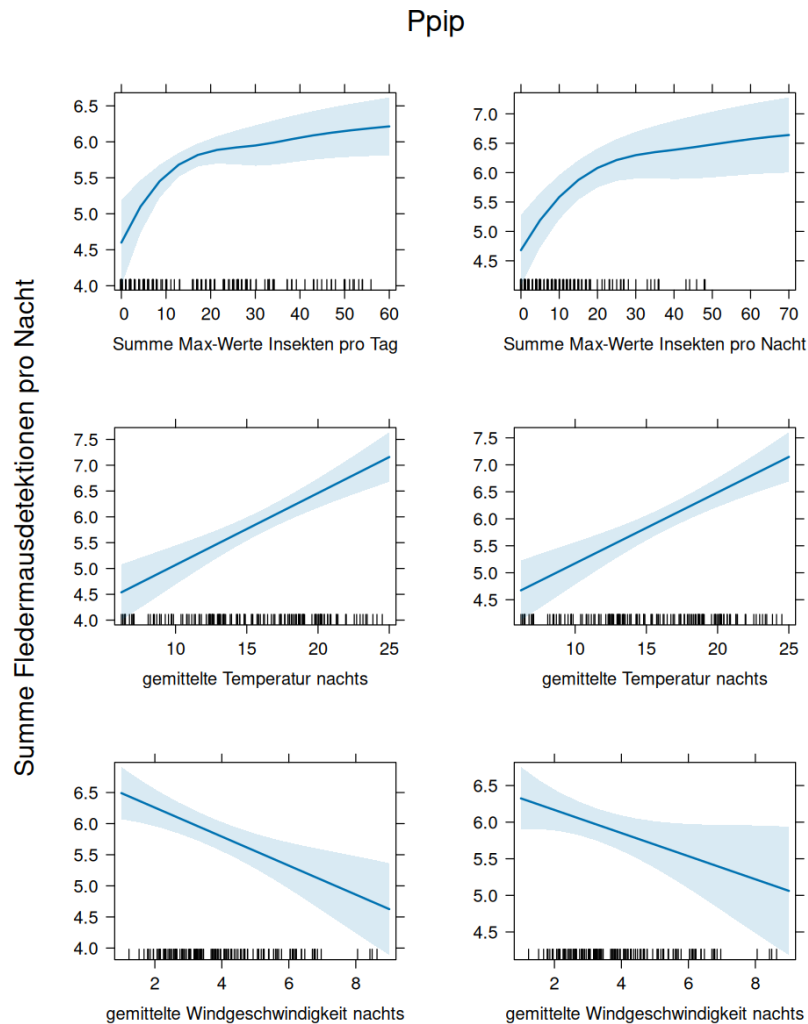 Ppip
Summe Fledermausdetektionen pro Nacht
6.5
6.0
5.5
5.0
4.5
4.0
0 10 20 30 40 50 60
Summe Max-Werte Insekten pro Tag
7.0
6.5
6.0
5.5
5.0
4.5
0 10 20 30 40 50 60 70
Summe Max-Werte Insekten pro Nacht
7.5
7.0
6.5
6.0
5.5
5.0
4.5
4.0
10 15 20 25
gemittelte Temperatur nachts
7.5
7.0
6.5
6.0
5.5
5.0
4.5
10 15 20 25
gemittelte Temperatur nachts
6.5
6.0
5.5
5.0
4.5
4.0
2 4 6 8
gemittelte Windgeschwindigkeit nachts
6.5
6.0
5.5
5.0
4.5
2 4 6 8
gemittelte Windgeschwindigkeit nachts